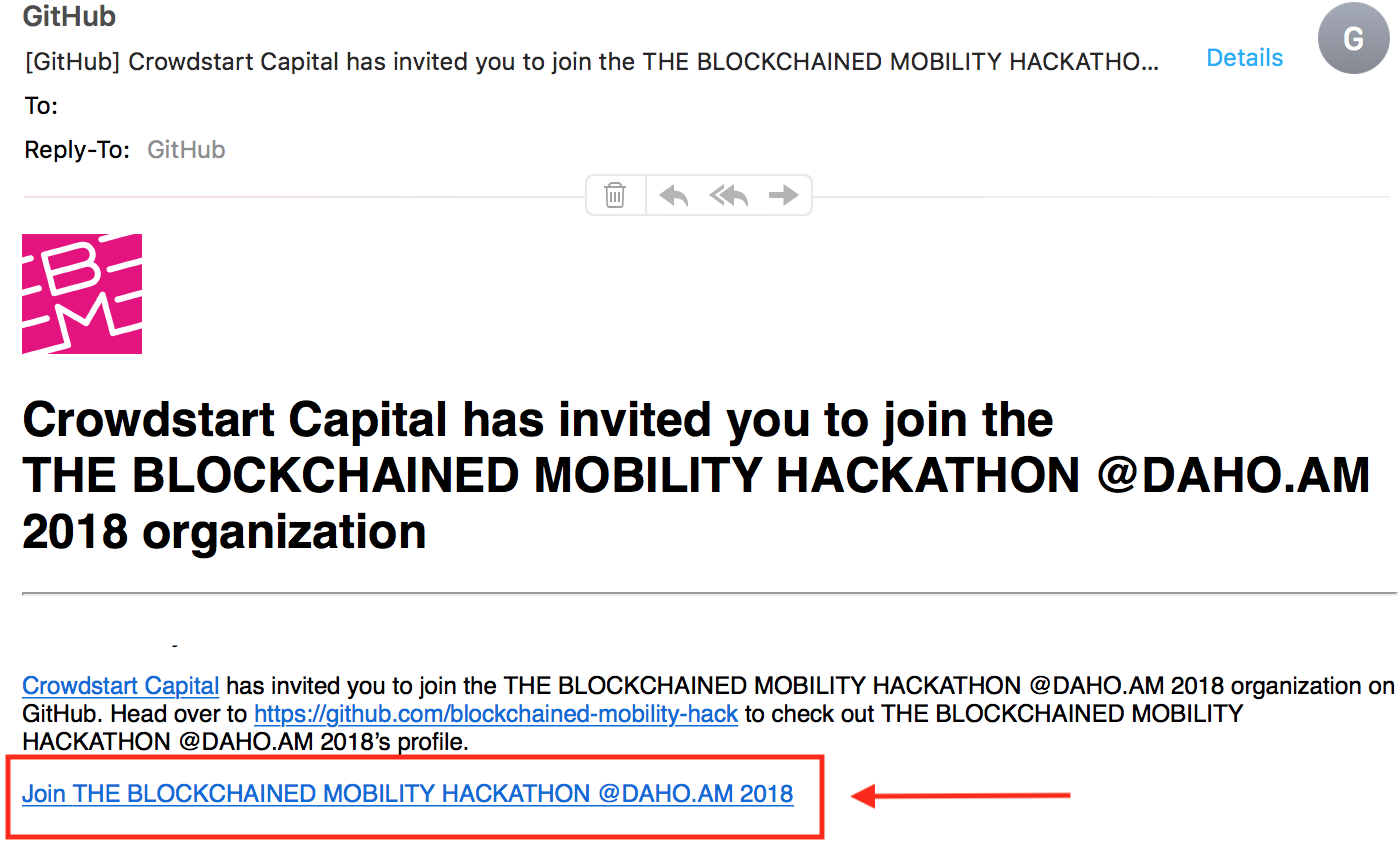 GitHub
[GitHub] Crowdstart Capital has invited you to join the THE BLOCKCHAINED MOBILITY HACKATHO...
Details
G
To:
Reply-To: GitHub
B
M
Crowdstart Capital has invited you to join the
THE BLOCKCHAINED MOBILITY HACKATHON @DAHO.AM
2018 organization
-
Crowdstart Capital has invited you to join the THE BLOCKCHAINED MOBILITY HACKATHON @DAHO.AM 2018 organization on
GitHub. Head over to https://github.com/blockchained-mobility-hack to check out THE BLOCKCHAINED MOBILITY
HACKATHON @DAHO.AM 2018’s profile.
Join THE BLOCKCHAINED MOBILITY HACKATHON @DAHO.AM 2018